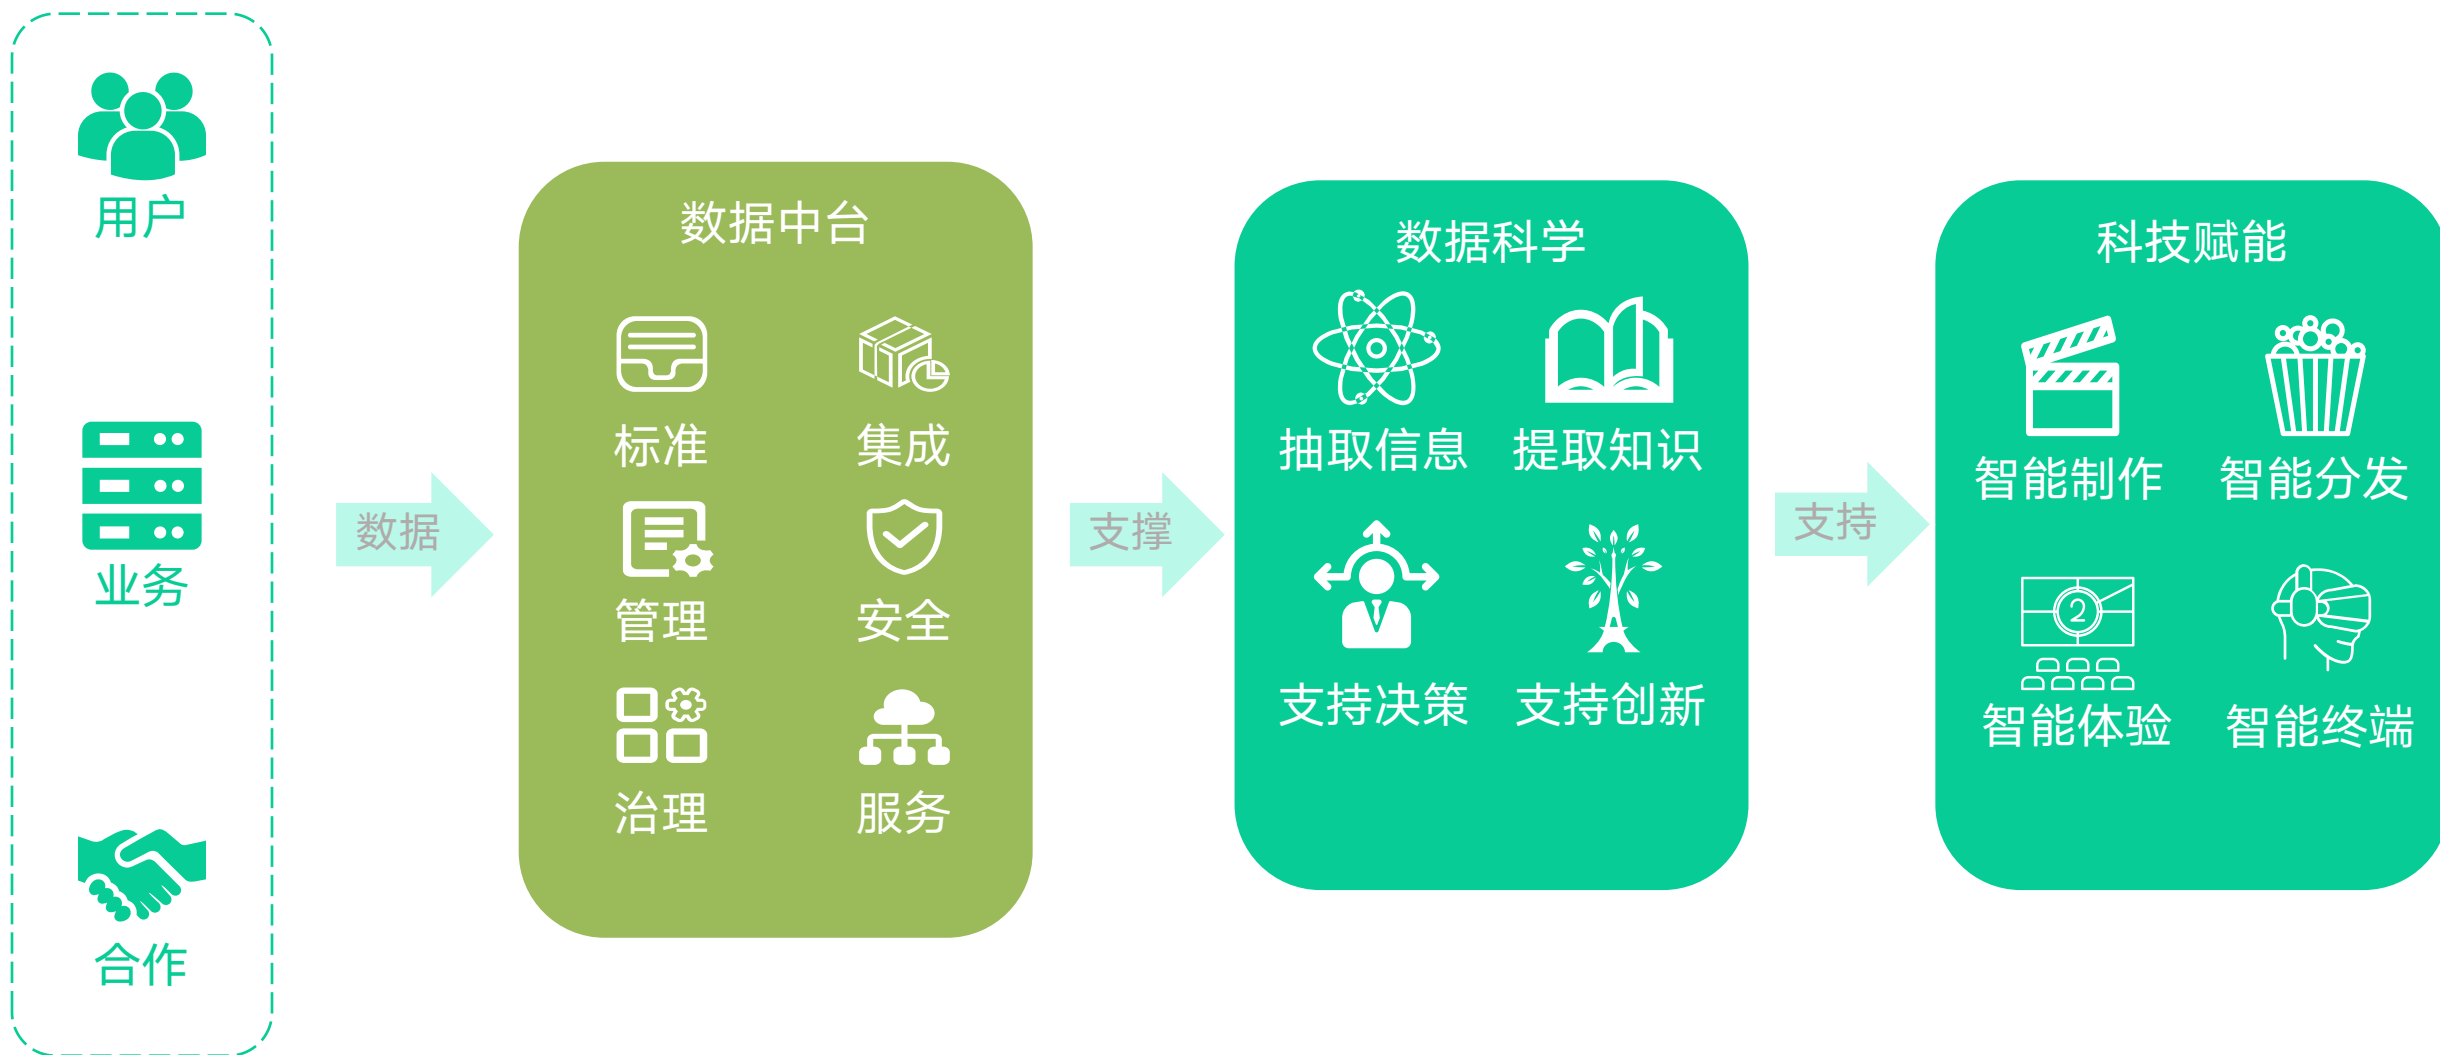 用户
业务
合作
数据
数据中台
标准
集成
管理
安全
治理
服务
支撑
数据科学
抽取信息
提取知识
支持决策
支持创新
支持
科技赋能
智能制作
智能分发
2
智能体验
智能终端